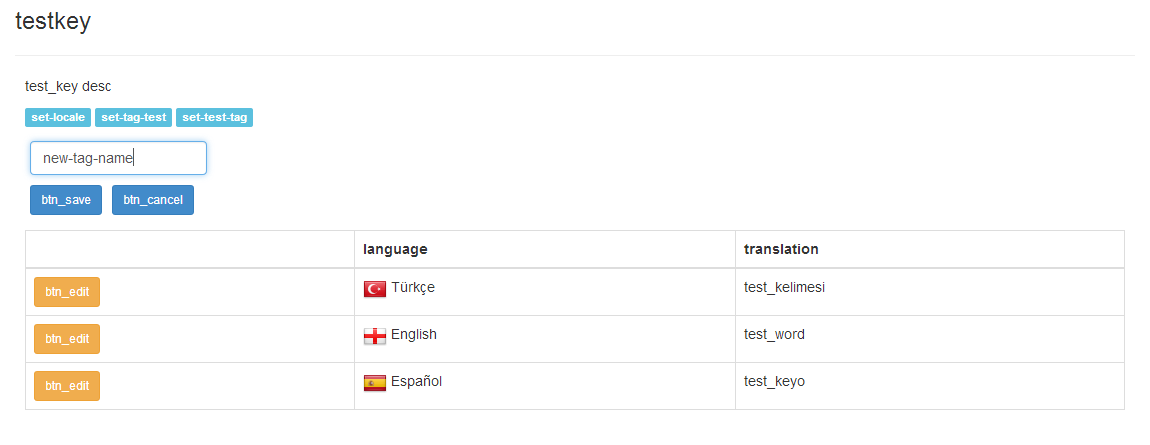 testkey
test_key desc
set-locale set-tag-test set-test-tag
new-tag-name
btn_save btn_cancel
language translation
btn_edit Türkçe test_kelimesi
btn_edit English test_word
btn_edit Español test_keyo